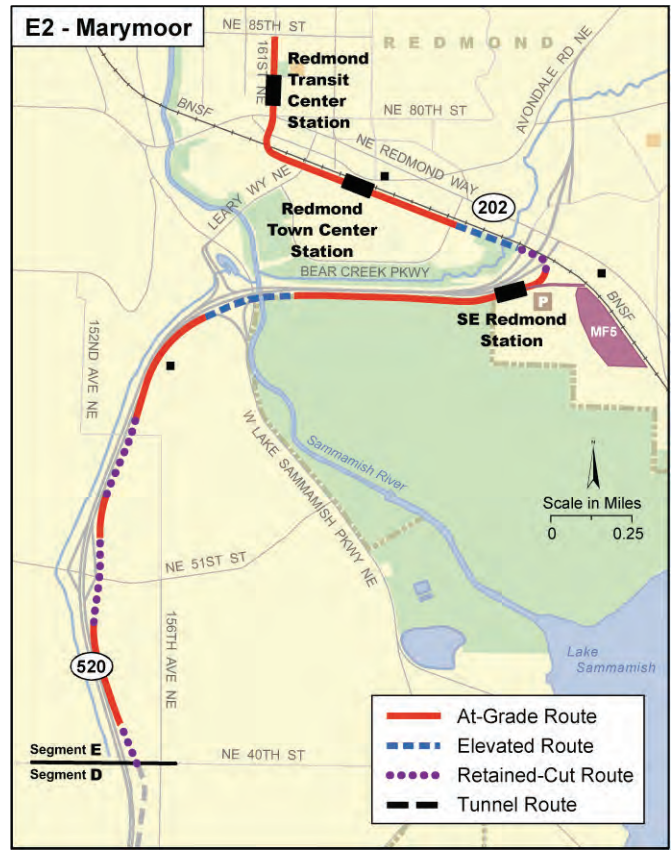 E2 - Marymoor
NE 85TH ST
161ST NE
REDMOND
AVONDALE RD NE
Redmond
Transit
Center
Station
BNSF
NE 80TH ST
NE REDMOND WAY
LEARY WY NE
202
Redmond
Town Center
Station
BEAR CREEK PKWY
P
SE Redmond
Station
MF5
BNSF
152ND AVE NE
W LAKE SAMMAMISH PKWY NE
Sammamish River
N
Scale in Miles
0 0.25
NE 51ST ST
156TH AVE NE
520
Lake
Sammamish
Segment E
Segment D
NE 40TH ST
At-Grade Route
Elevated Route
Retained-Cut Route
Tunnel Route